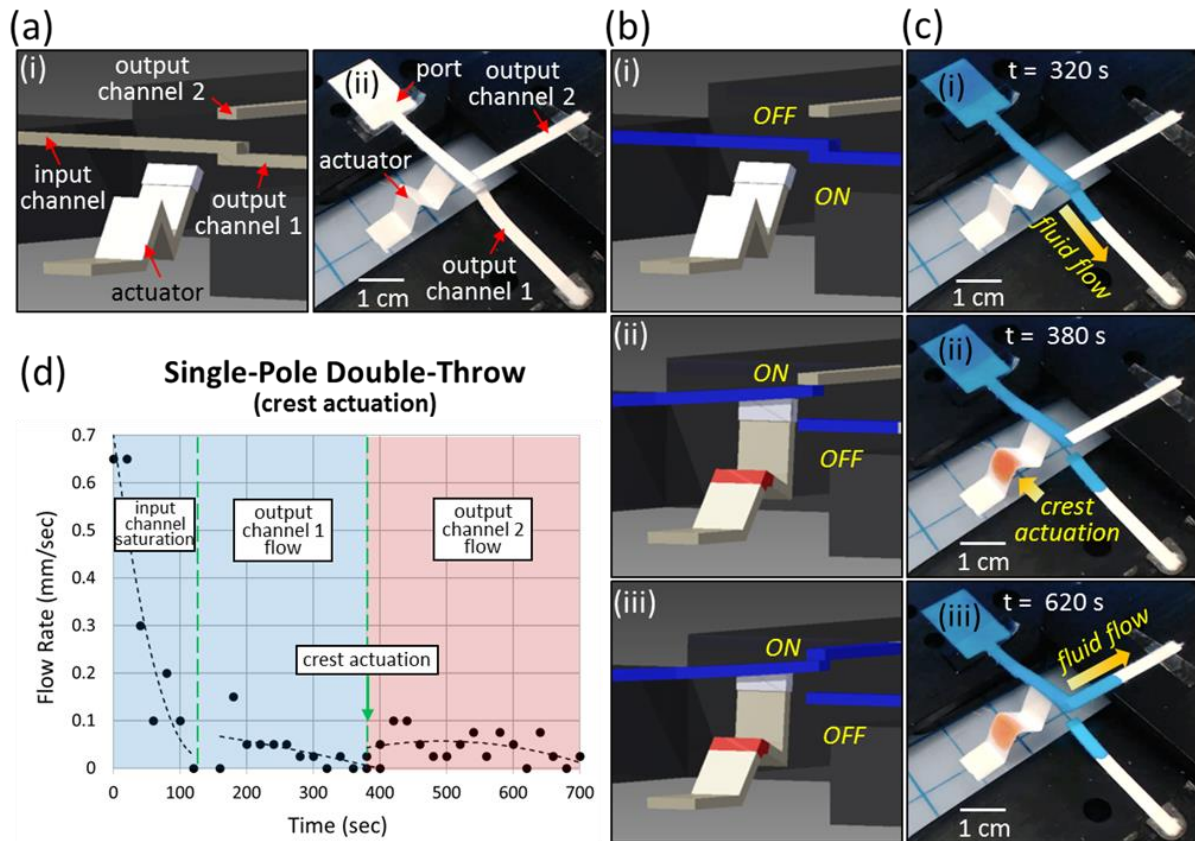 (a)
(i)
output
channel 2
input
channel
output
channel 1
actuator
(ii)
port
output
channel 2
actuator
output
channel 1
1 cm
(b)
(i)
OFF
ON
(ii)
ON
OFF
(iii)
ON
OFF
(c)
(i)
t = 320 s
fluid flow
1 cm
(ii)
t = 380 s
crest
actuation
1 cm
(iii)
t = 620 s
fluid flow
1 cm
(d)
Single-Pole Double-Throw
(crest actuation)
Flow Rate (mm/sec)
0.7
0.6
0.5
0.4
0.3
0.2
0.1
0
input
channel
saturation
output
channel 1
flow
output
channel 2
flow
crest actuation
0 100 200 300 400 500 600 700
Time (sec)